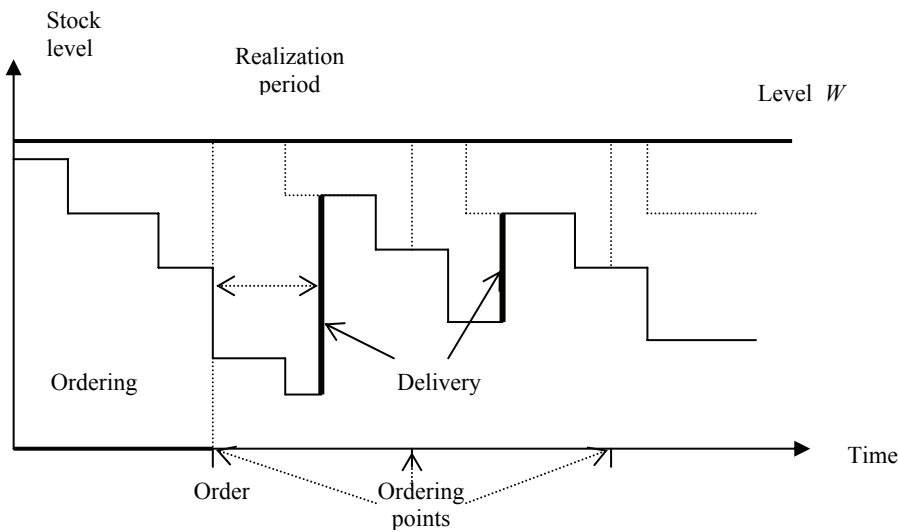 Stock
level
Realization
period
Level W
Ordering
Delivery
Time
Order
Ordering
points